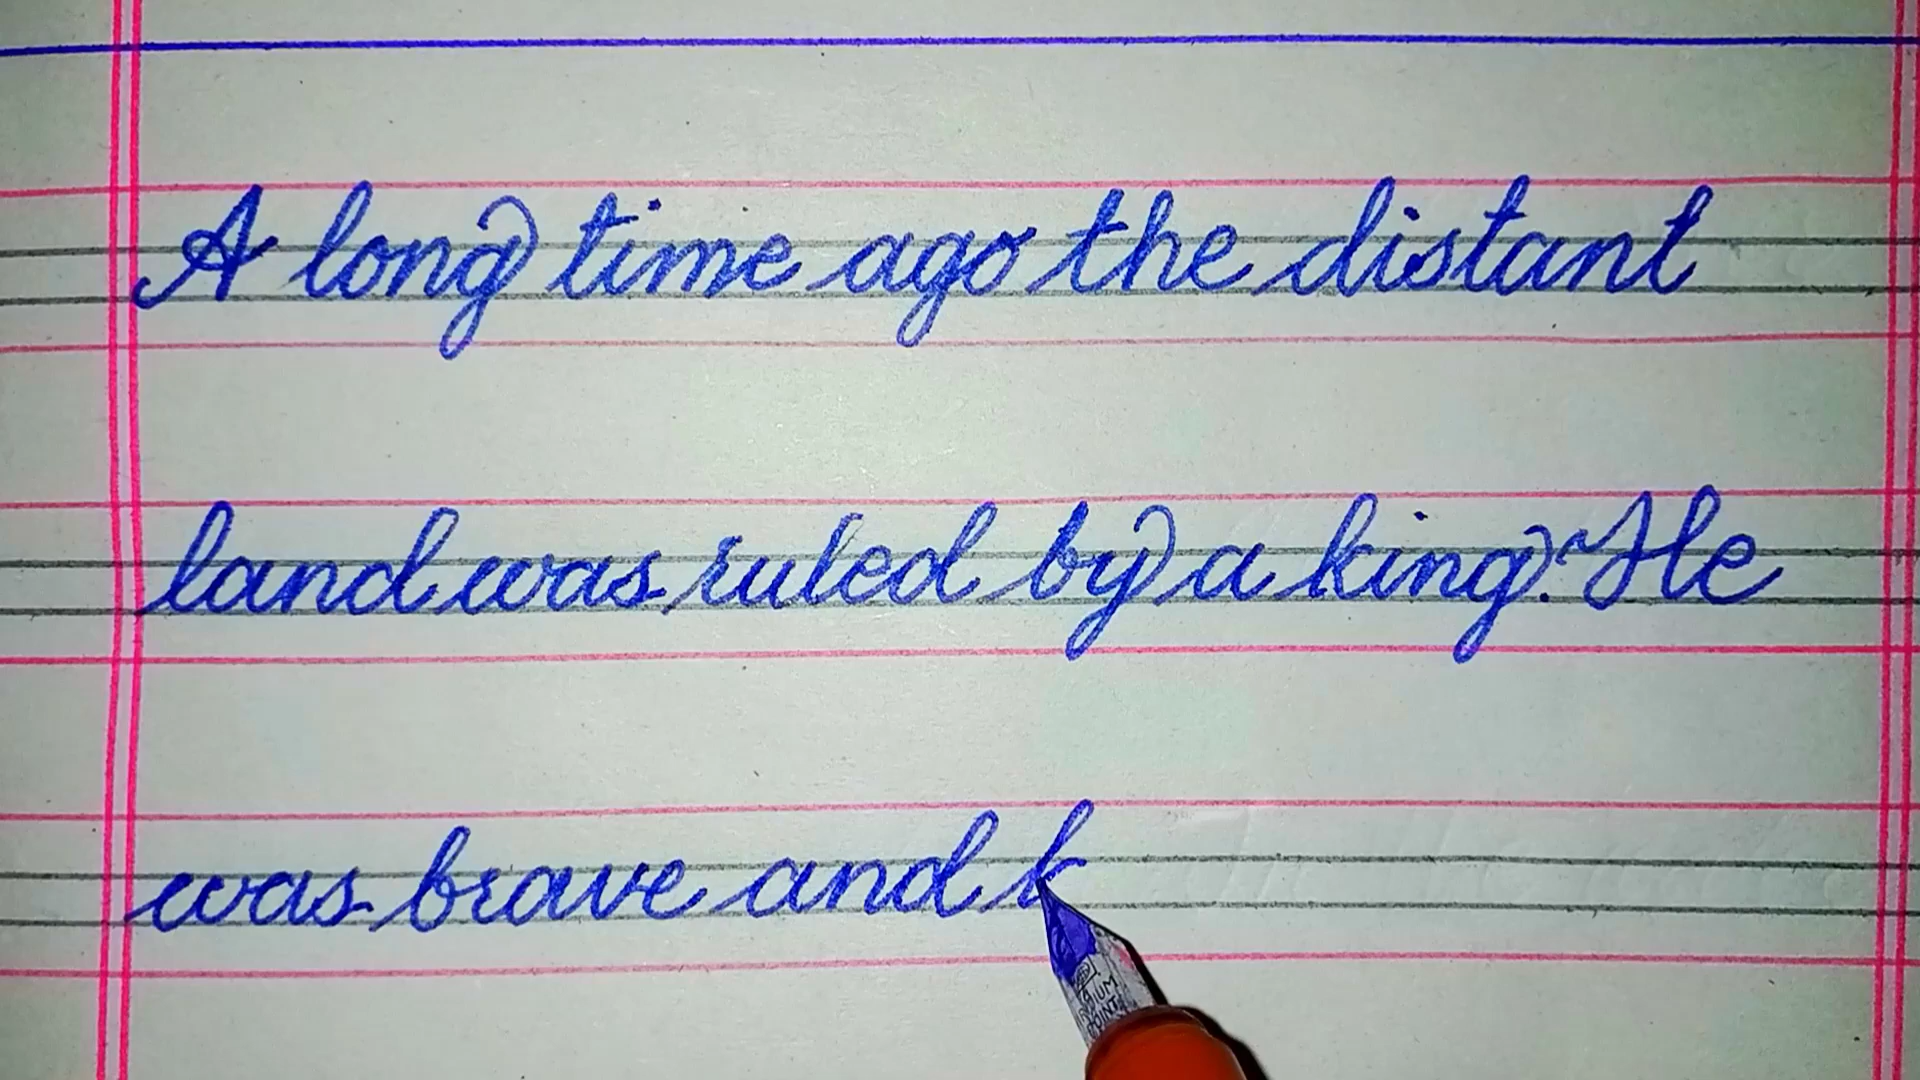 A long time ago the distant
land was ruled by a king. He
was brave and k